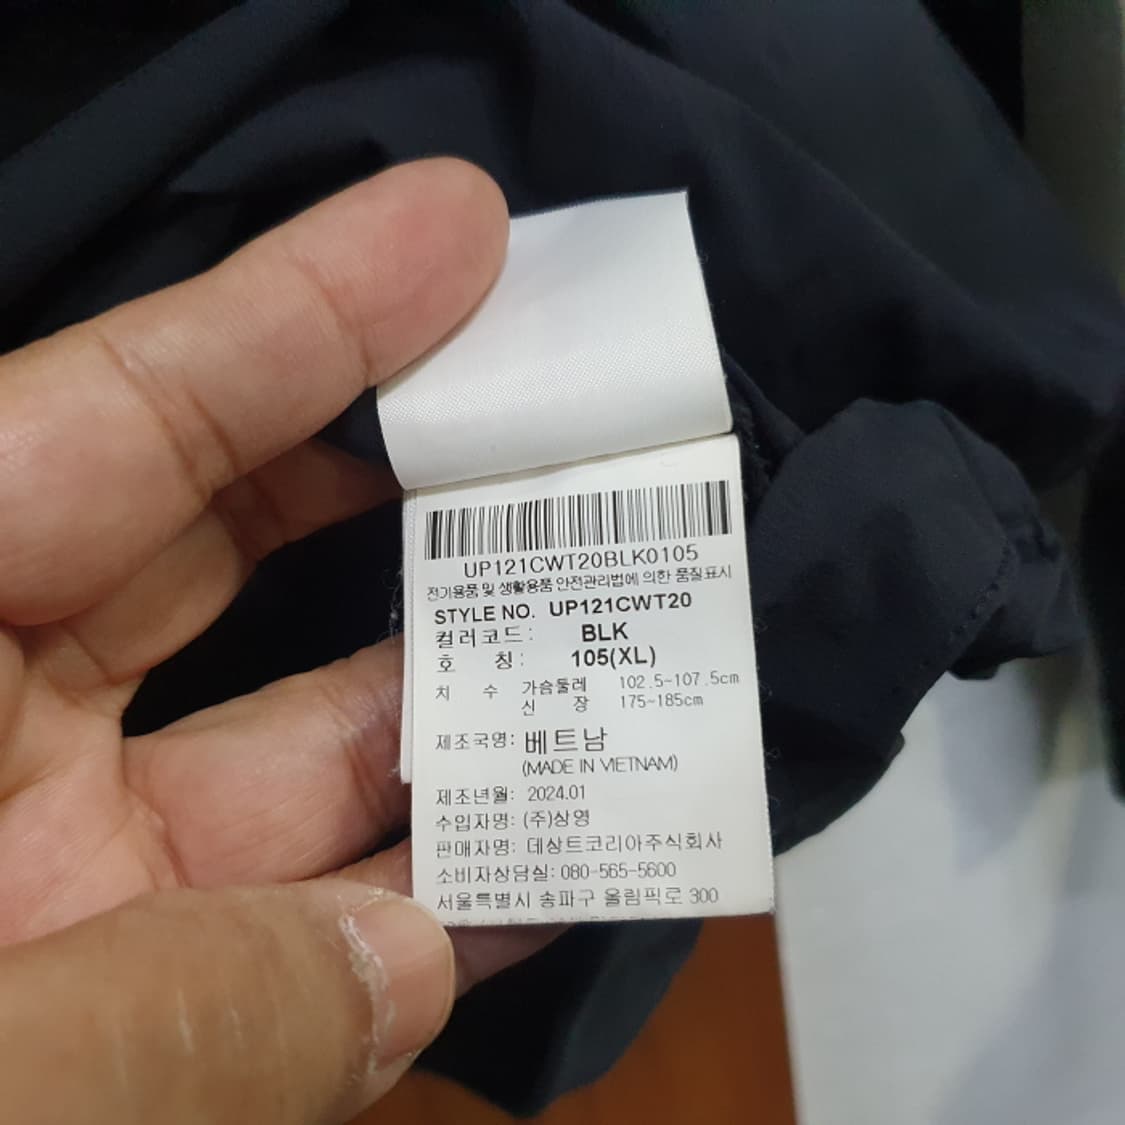 UP121CWT20BLK0105
전기용품 및 생활용품 안전관리법에 의한 품질표시
STYLE NO. UP121CWT20
컬러코드: BLK
호 칭: 105(XL)
치 수 가슴둘레 102.5~107.5cm
신 장 175~185cm
제조국명: 베트남
(MADE IN VIETNAM)
제조년월: 2024.01
수입자명: (주)상영
판매자명: 데상트코리아주식회사
소비자상담실: 080-565-5600
서울특별시 송파구 올림픽로 300